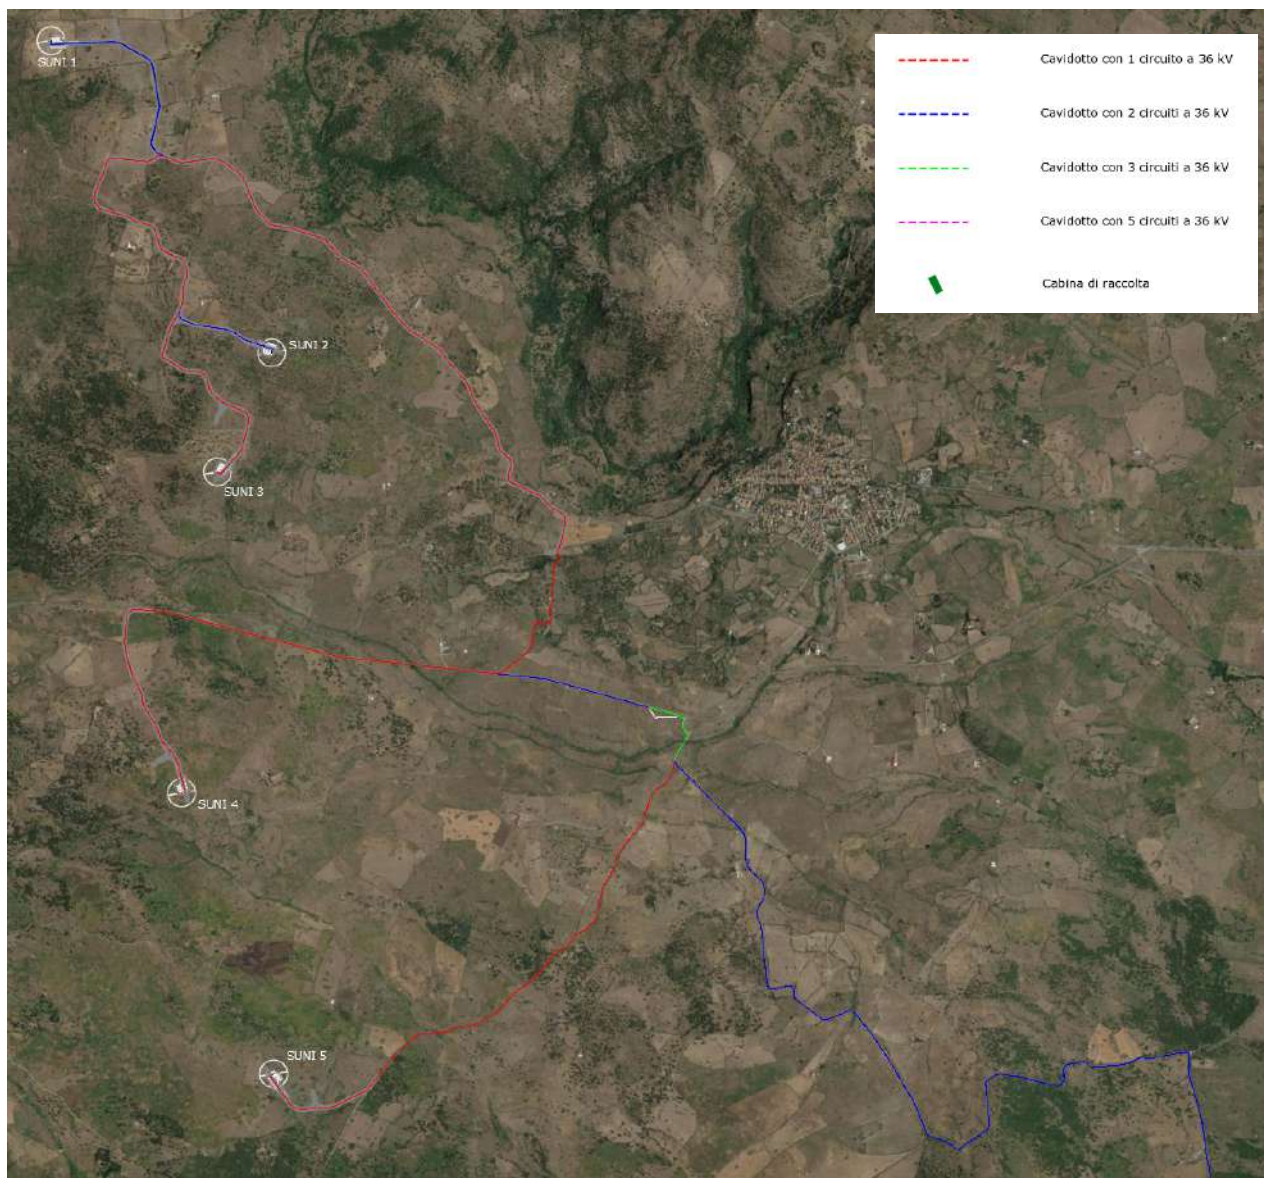 SUNI 1
Cavidotto con 1 circuito a 36 kV
Cavidotto con 2 circuiti a 36 kV
Cavidotto con 3 circuiti a 36 kV
Cavidotto con 5 circuiti a 36 kV
Cabina di raccolta
SUNI 2
SUNI 3
SUNI 4
SUNI 5